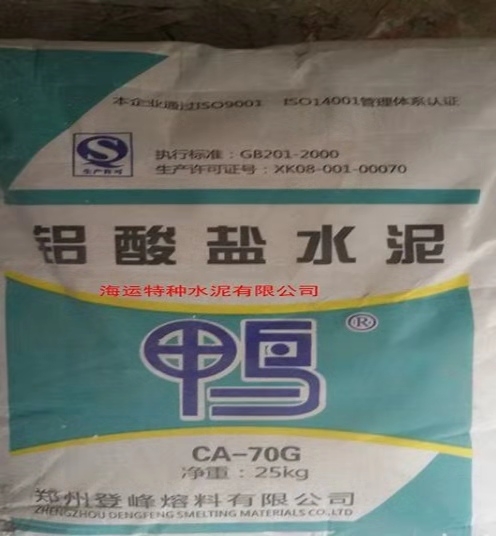 本企业通过ISO9001 ISO14001管理体系认证
生产许可
执行标准：GB201-2000
生产许可证号：XK08-001-00070
铝酸盐水泥
海运特种水泥有限公司
鸭®
CA-70G
净重：25kg
郑州登峰熔料有限公司
ZHENGZHOU DENGFENG SMELTING MATERIALS CO.,LTD